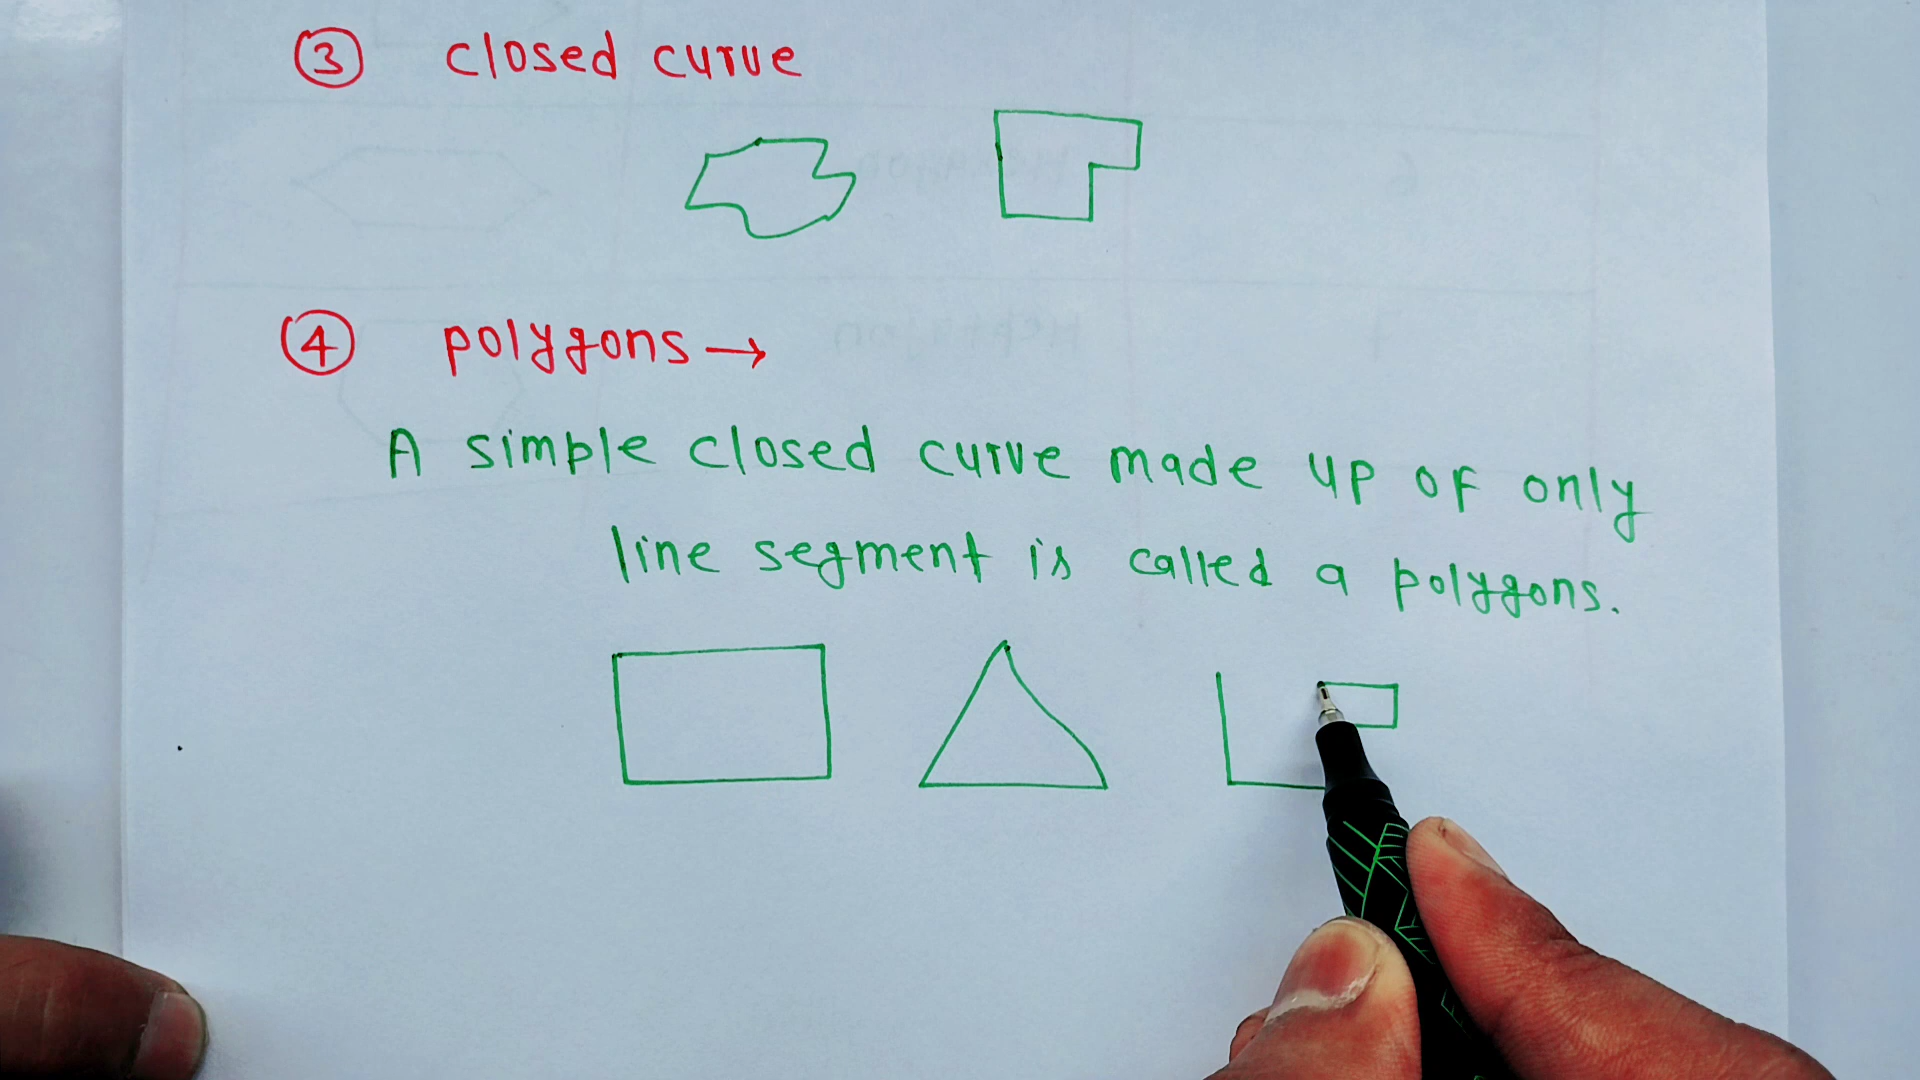 ③ closed curve
④ polygons →
A simple closed curve made up of only
line segment is called a polygons.